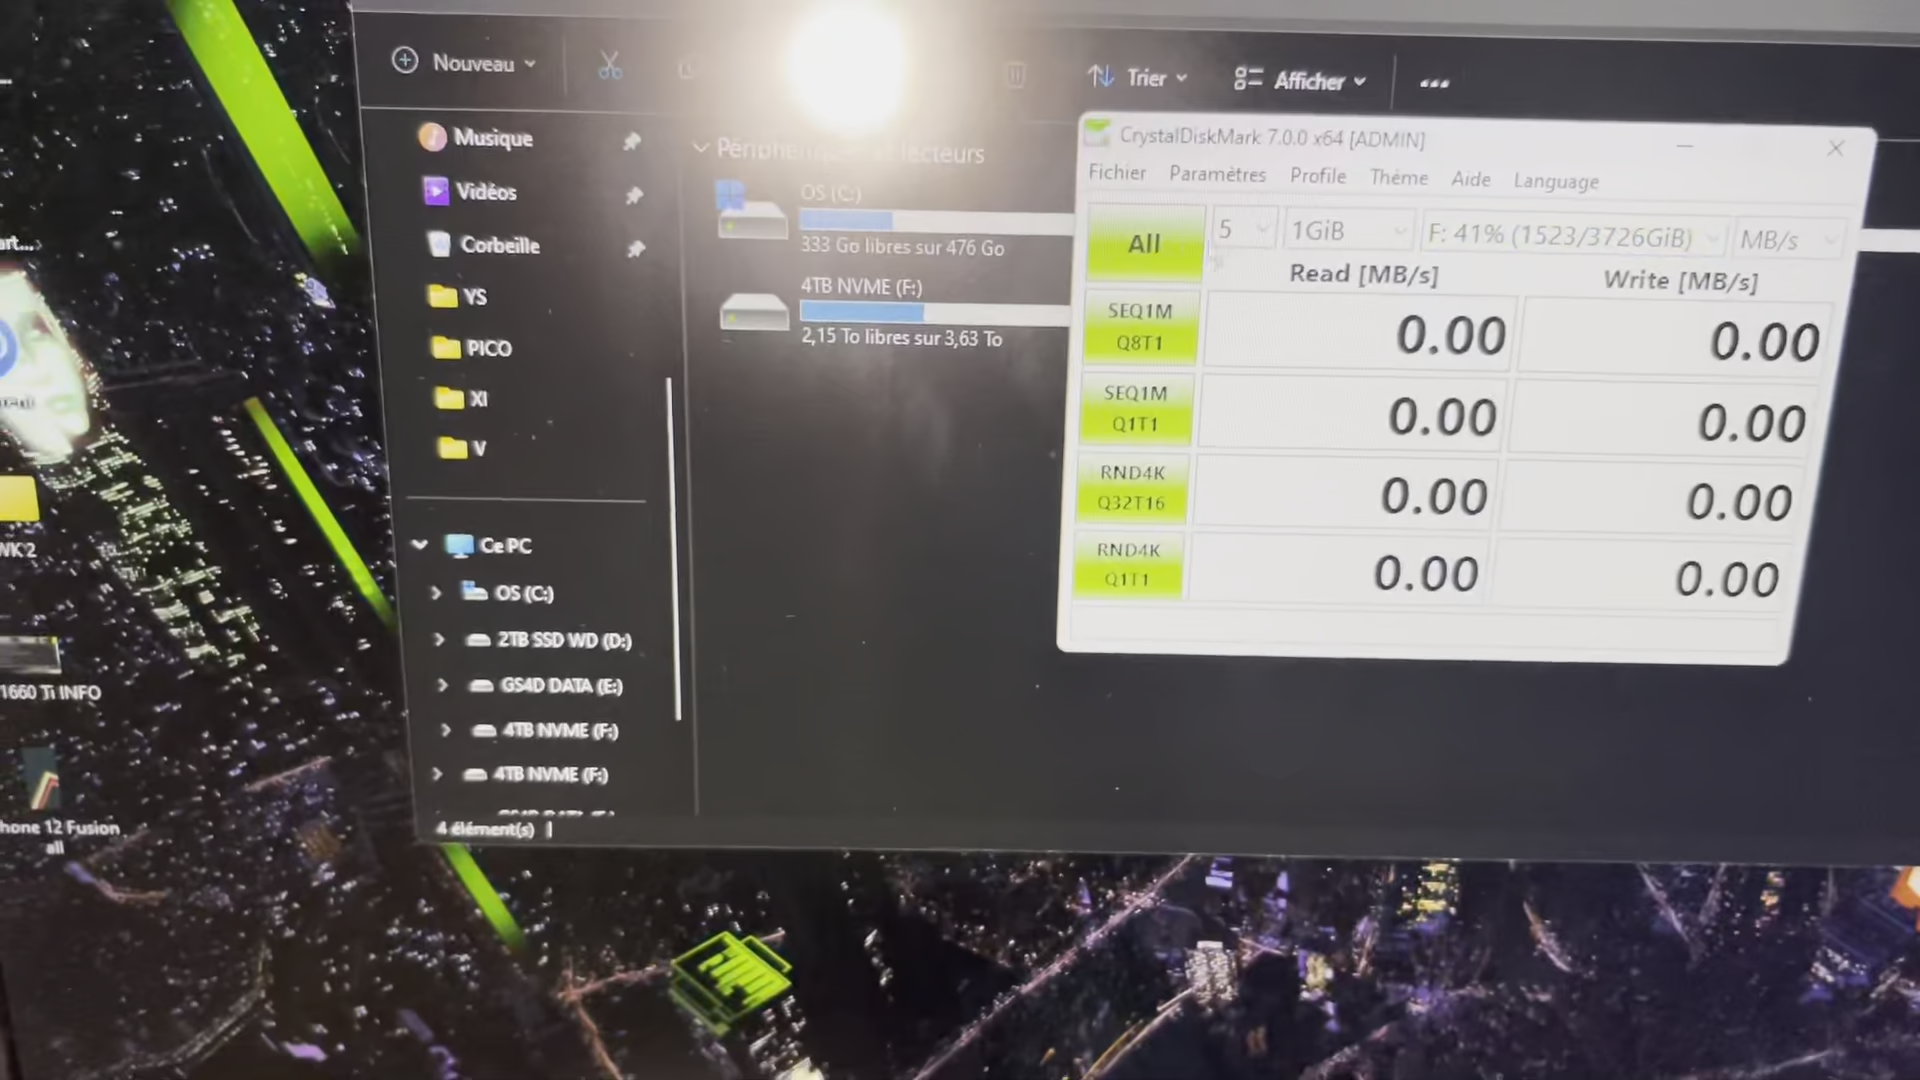 Nouveau
Trier
Afficher
Musique
Vidéos
Corbeille
YS
PICO
XI
V
Ce PC
OS (C:)
2TB SSD WD (D:)
GS4D DATA (E:)
4TB NVME (F:)
4TB NVME (F:)
4 élément(s)
OS (C:)
333 Go libres sur 476 Go
4TB NVME (F:)
2,15 To libres sur 3,63 To
CrystalDiskMark 7.0.0 x64 [ADMIN]
Fichier Paramètres Profile Thème Aide Language
All 5 1GiB F: 41% (1523/3726GiB) MB/s
Read [MB/s] Write [MB/s]
SEQ1M
Q8T1
0.00 0.00
SEQ1M
Q1T1
0.00 0.00
RND4K
Q32T16
0.00 0.00
RND4K
Q1T1
0.00 0.00
1660 Ti INFO
hone 12 Fusion
all